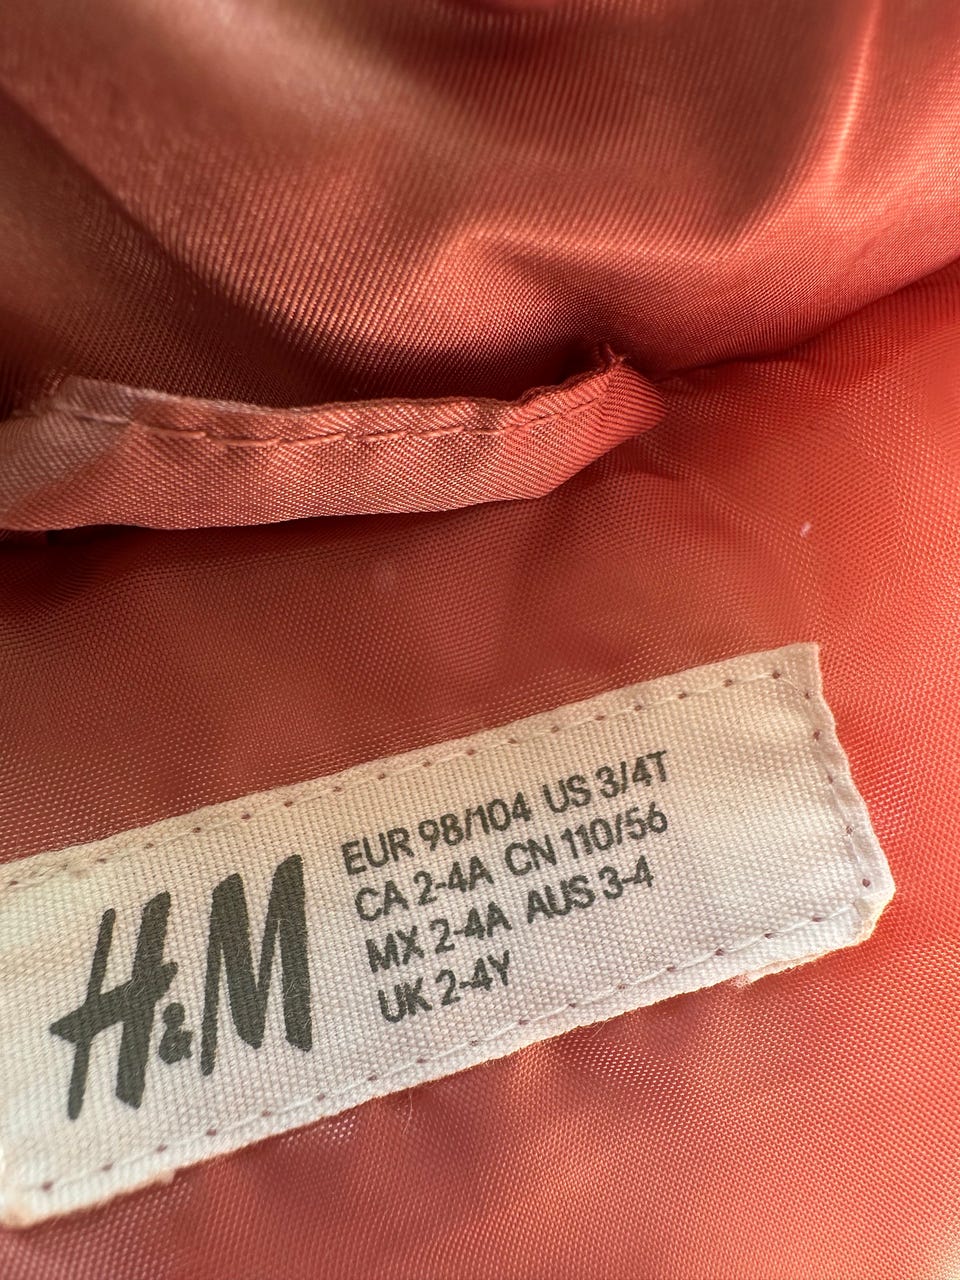 H&M
EUR 98/104 US 3/4T
CA 2-4A CN 110/56
MX 2-4A AUS 3-4
UK 2-4Y